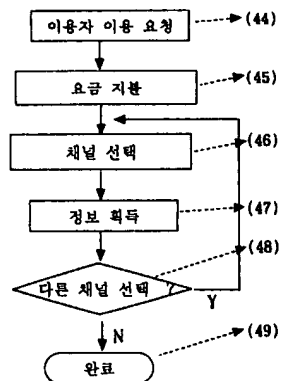 이용자 이용 요청 (44)
요금 지불 (45)
채널 선택 (46)
정보 획득 (47)
(48)
다른 채널 선택 ?
Y
N
(49)
완료